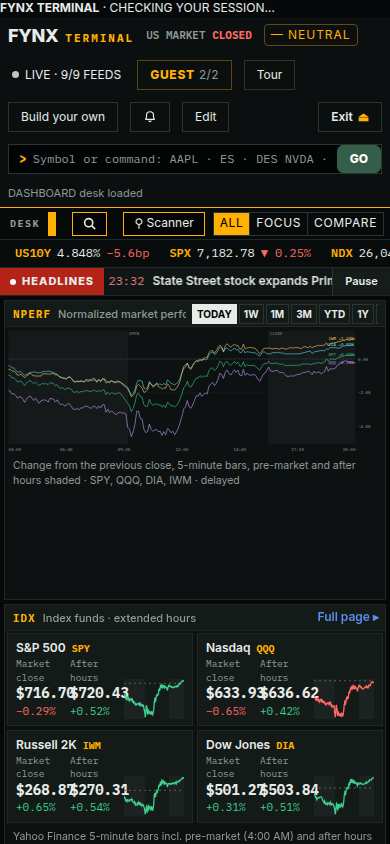 FYNX TERMINAL · CHECKING YOUR SESSION...
FYNX TERMINAL US MARKET CLOSED — NEUTRAL
LIVE · 9/9 FEEDS GUEST 2/2 Tour
Build your own Edit Exit
> Symbol or command: AAPL · ES · DES NVDA · GO
DASHBOARD desk loaded
DESK Scanner ALL FOCUS COMPARE
US10Y 4.848% -5.6bp SPX 7,182.78 ▼ 0.25% NDX 26,04
HEADLINES 23:32 State Street stock expands Prin Pause
NPERF Normalized market perfc TODAY 1W 1M 3M YTD 1Y
Change from the previous close, 5-minute bars, pre-market and after
hours shaded · SPY, QQQ, DIA, IWM · delayed
IDX Index funds · extended hours Full page ▸
S&P 500 SPY
Market close After hours
$716.70 $720.43
-0.29% +0.52%
Nasdaq QQQ
Market close After hours
$633.93 $636.62
-0.65% +0.42%
Russell 2K IWM
Market close After hours
$268.87 $270.31
+0.65% +0.54%
Dow Jones DIA
Market close After hours
$501.27 $503.84
+0.31% +0.51%
Yahoo Finance 5-minute bars incl. pre-market (4:00 AM) and after hours